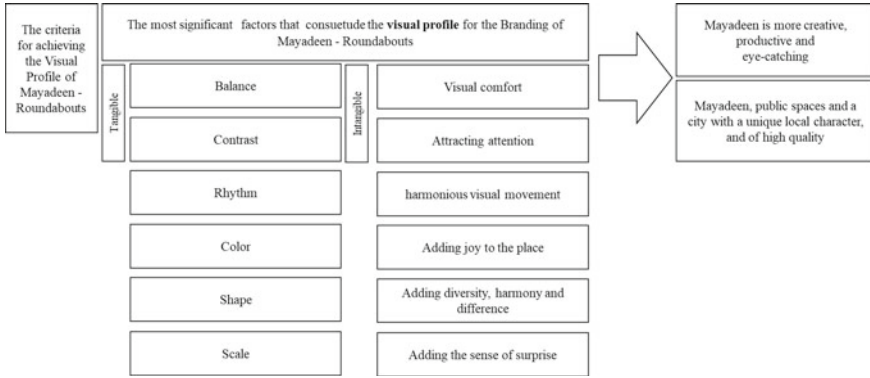 The criteria
for achieving
the Visual
Profile of
Mayadeen -
Roundabouts
The most significant factors that consuetude the visual profile for the Branding of
Mayadeen - Roundabouts
Tangible
Balance
Contrast
Rhythm
Color
Shape
Scale
Intangible
Visual comfort
Attracting attention
harmonious visual movement
Adding joy to the place
Adding diversity, harmony and
difference
Adding the sense of surprise
Mayadeen is more creative,
productive and
eye-catching
Mayadeen, public spaces and a
city with a unique local character,
and of high quality